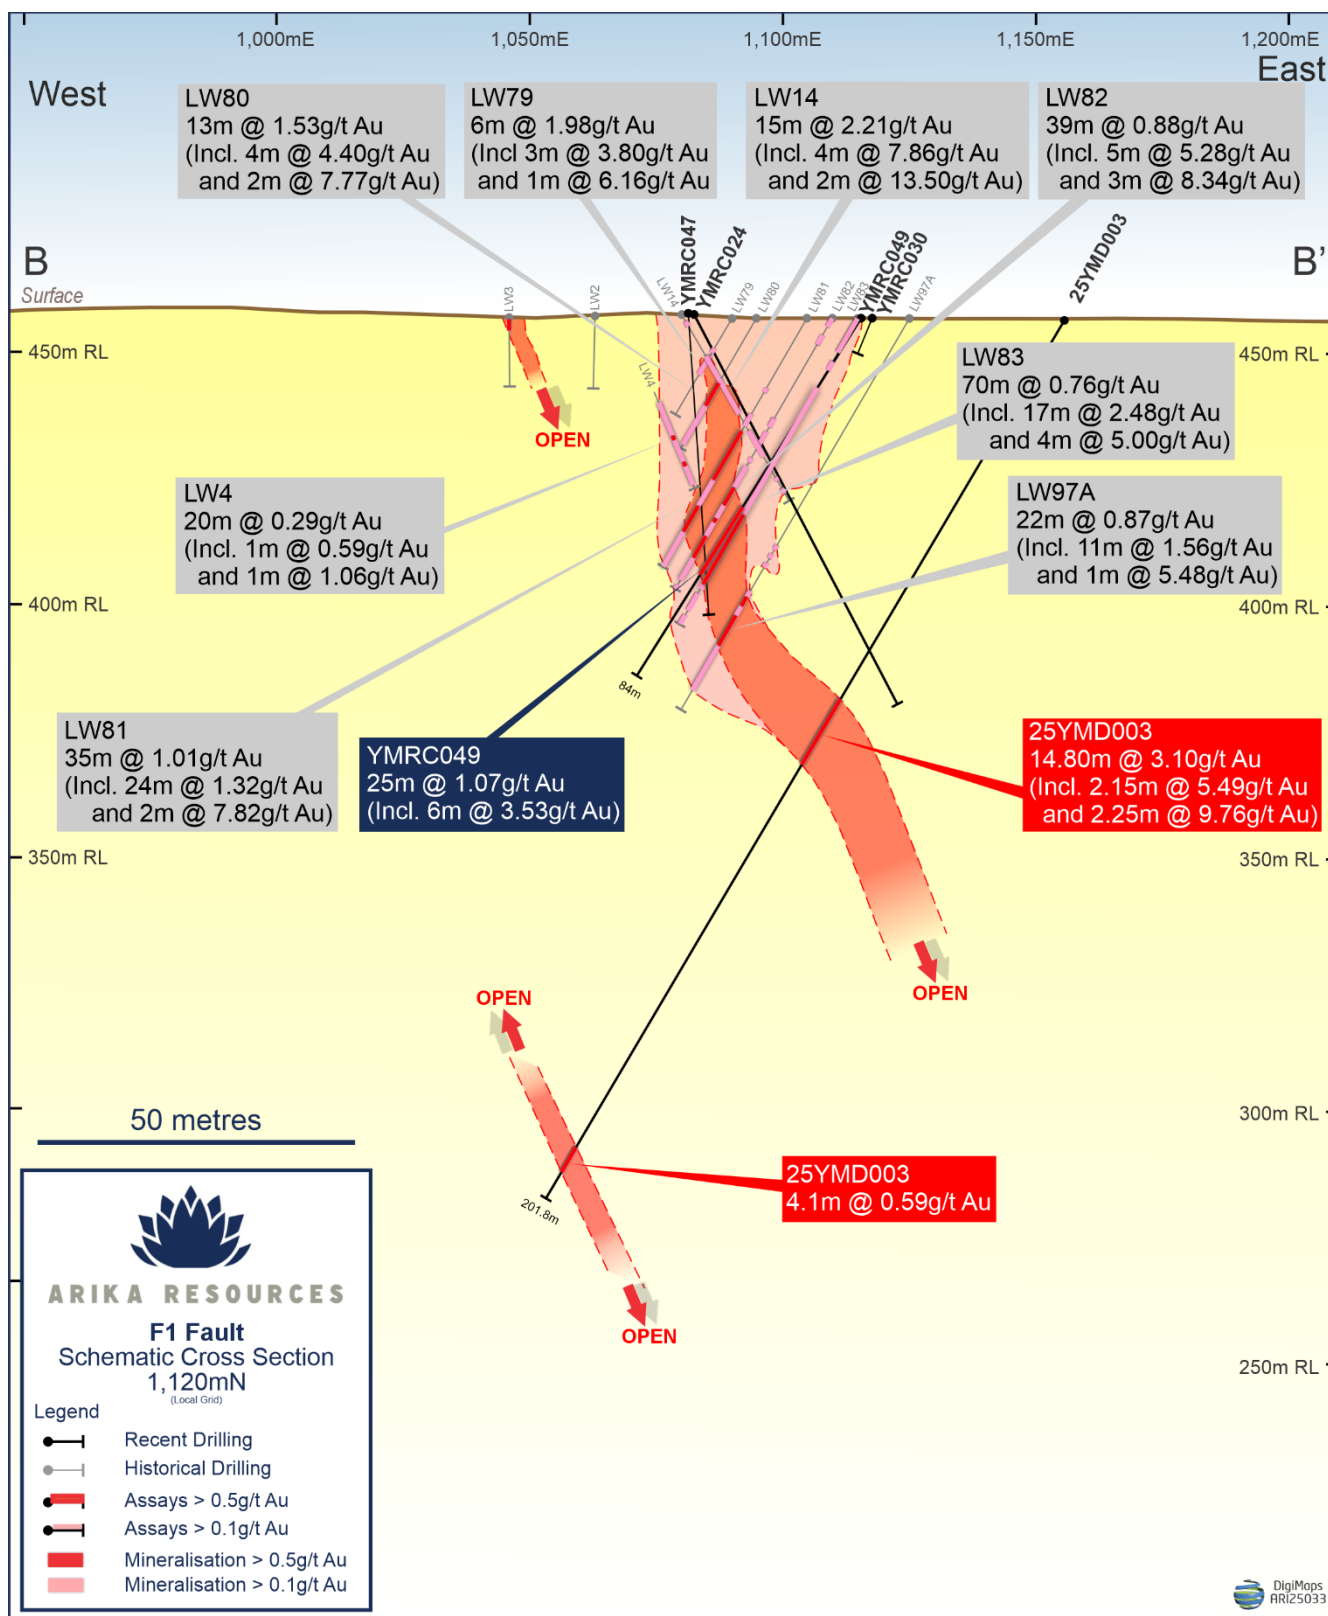 1,000mE
1,050mE
1,100mE
1,150mE
1,200mE
West
East
LW80
13m @ 1.53g/t Au
(Incl. 4m @ 4.40g/t Au
and 2m @ 7.77g/t Au)
LW79
6m @ 1.98g/t Au
(Incl 3m @ 3.80g/t Au
and 1m @ 6.16g/t Au
LW14
15m @ 2.21g/t Au
(Incl. 4m @ 7.86g/t Au
and 2m @ 13.50g/t Au)
LW82
39m @ 0.88g/t Au
(Incl. 5m @ 5.28g/t Au
and 3m @ 8.34g/t Au)
B
B'
Surface
LW3
LW2
LW14
YMRC047
YMRC024
LW79
LW80
LW81
LW82
LW83
YMRC049
YMRC030
LW97A
25YMD003
450m RL
450m RL
LW4
OPEN
LW83
70m @ 0.76g/t Au
(Incl. 17m @ 2.48g/t Au
and 4m @ 5.00g/t Au)
LW4
20m @ 0.29g/t Au
(Incl. 1m @ 0.59g/t Au
and 1m @ 1.06g/t Au)
LW97A
22m @ 0.87g/t Au
(Incl. 11m @ 1.56g/t Au
and 1m @ 5.48g/t Au)
400m RL
400m RL
84m
LW81
35m @ 1.01g/t Au
(Incl. 24m @ 1.32g/t Au
and 2m @ 7.82g/t Au)
YMRC049
25m @ 1.07g/t Au
(Incl. 6m @ 3.53g/t Au)
25YMD003
14.80m @ 3.10g/t Au
(Incl. 2.15m @ 5.49g/t Au
and 2.25m @ 9.76g/t Au)
350m RL
350m RL
OPEN
OPEN
300m RL
50 metres
25YMD003
4.1m @ 0.59g/t Au
201.8m
OPEN
250m RL
ARIKA RESOURCES
F1 Fault
Schematic Cross Section
1,120mN
(Local Grid)
Legend
Recent Drilling
Historical Drilling
Assays > 0.5g/t Au
Assays > 0.1g/t Au
Mineralisation > 0.5g/t Au
Mineralisation > 0.1g/t Au
DigiMaps
ARI25033